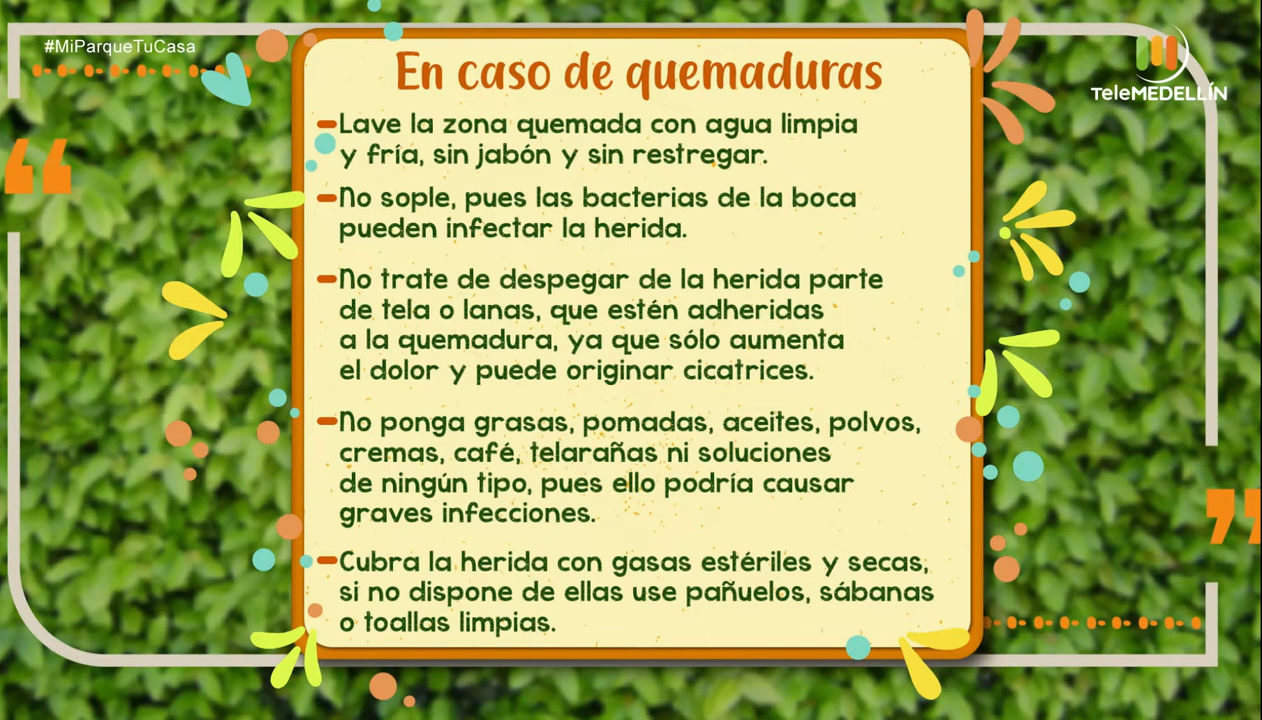 #MiParqueTuCasa
TeleMEDELLÍN
En caso de quemaduras
-Lave la zona quemada con agua limpia
y fría, sin jabón y sin restregar.
-No sople, pues las bacterias de la boca
pueden infectar la herida.
-No trate de despegar de la herida parte
de tela o lanas, que estén adheridas
a la quemadura, ya que sólo aumenta
el dolor y puede originar cicatrices.
-No ponga grasas, pomadas, aceites, polvos,
cremas, café, telarañas ni soluciones
de ningún tipo, pues ello podría causar
graves infecciones.
-Cubra la herida con gasas estériles y secas,
si no dispone de ellas use pañuelos, sábanas
o toallas limpias.